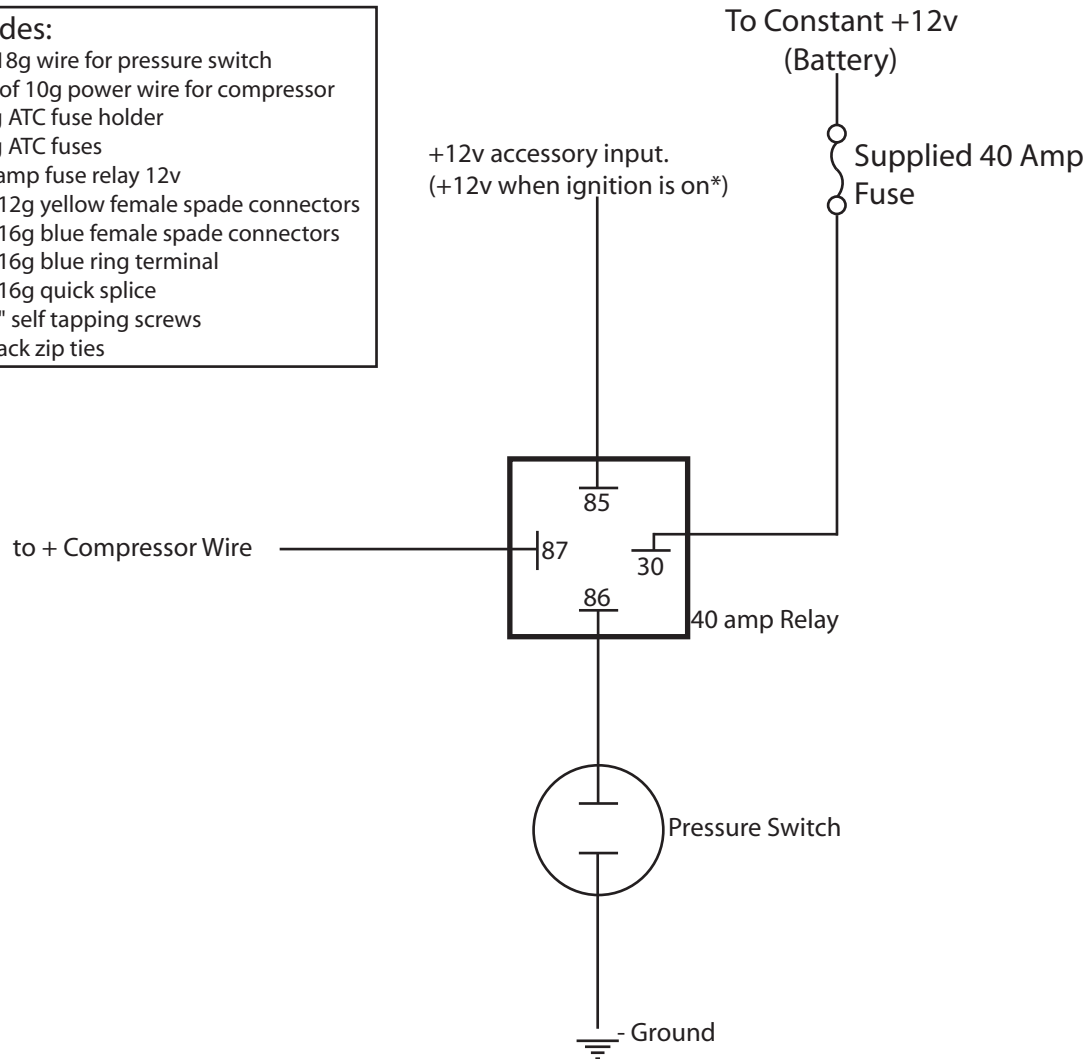 des:
18g wire for pressure switch
of 10g power wire for compressor
ATC fuse holder
ATC fuses
amp fuse relay 12v
12g yellow female spade connectors
16g blue female spade connectors
16g blue ring terminal
16g quick splice
" self tapping screws
ack zip ties
To Constant +12v
(Battery)
+12v accessory input.
(+12v when ignition is on*)
Supplied 40 Amp
Fuse
85
to + Compressor Wire
87
30
86
40 amp Relay
Pressure Switch
- Ground